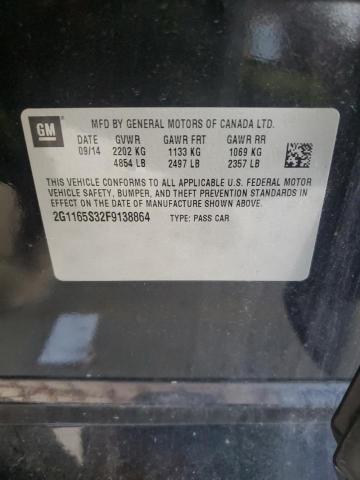 GM
MFD BY GENERAL MOTORS OF CANADA LTD.
DATE GVWR GAWR FRT GAWR RR
09/14 2202 KG 1133 KG 1069 KG
4854 LB 2497 LB 2357 LB
THIS VEHICLE CONFORMS TO ALL APPLICABLE U.S. FEDERAL MOTOR
VEHICLE SAFETY, BUMPER, AND THEFT PREVENTION STANDARDS
IN EFFECT ON THE DATE OF MANUFACTURE SHOWN ABOVE.
2G1165S32F9138864 TYPE: PASS CAR